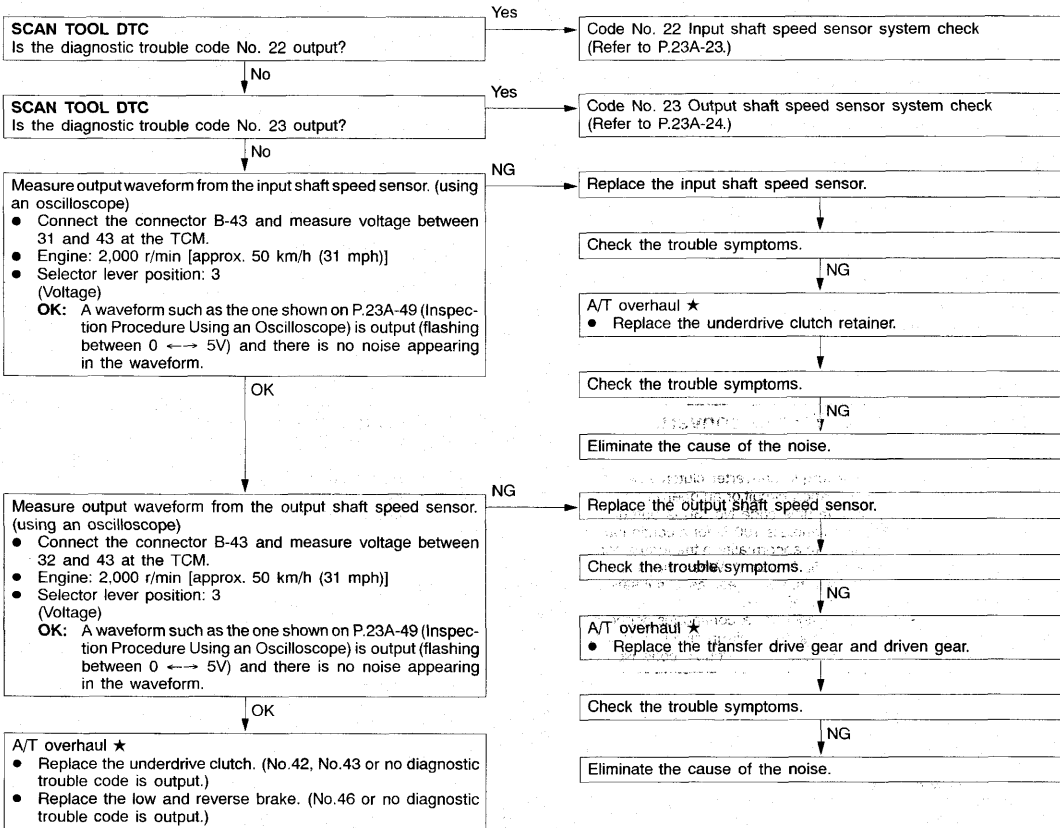 SCAN TOOL DTC
Is the diagnostic trouble code No. 22 output?
Yes
Code No. 22 Input shaft speed sensor system check
(Refer to P.23A-23.)
No
SCAN TOOL DTC
Is the diagnostic trouble code No. 23 output?
Yes
Code No. 23 Output shaft speed sensor system check
(Refer to P.23A-24.)
No
Measure output waveform from the input shaft speed sensor. (using
an oscilloscope)
● Connect the connector B-43 and measure voltage between
31 and 43 at the TCM.
● Engine: 2,000 r/min [approx. 50 km/h (31 mph)]
● Selector lever position: 3
(Voltage)
OK: A waveform such as the one shown on P.23A-49 (Inspec-
tion Procedure Using an Oscilloscope) is output (flashing
between 0 ←→ 5V) and there is no noise appearing
in the waveform.
NG
Replace the input shaft speed sensor.
Check the trouble symptoms.
NG
A/T overhaul ★
● Replace the underdrive clutch retainer.
Check the trouble symptoms.
NG
Eliminate the cause of the noise.
OK
Measure output waveform from the output shaft speed sensor.
(using an oscilloscope)
● Connect the connector B-43 and measure voltage between
32 and 43 at the TCM.
● Engine: 2,000 r/min [approx. 50 km/h (31 mph)]
● Selector lever position: 3
(Voltage)
OK: A waveform such as the one shown on P.23A-49 (Inspec-
tion Procedure Using an Oscilloscope) is output (flashing
between 0 ←→ 5V) and there is no noise appearing
in the waveform.
NG
Replace the output shaft speed sensor.
Check the trouble symptoms.
NG
A/T overhaul ★
● Replace the transfer drive gear and driven gear.
Check the trouble symptoms.
NG
Eliminate the cause of the noise.
OK
A/T overhaul ★
● Replace the underdrive clutch. (No.42, No.43 or no diagnostic
trouble code is output.)
● Replace the low and reverse brake. (No.46 or no diagnostic
trouble code is output.)